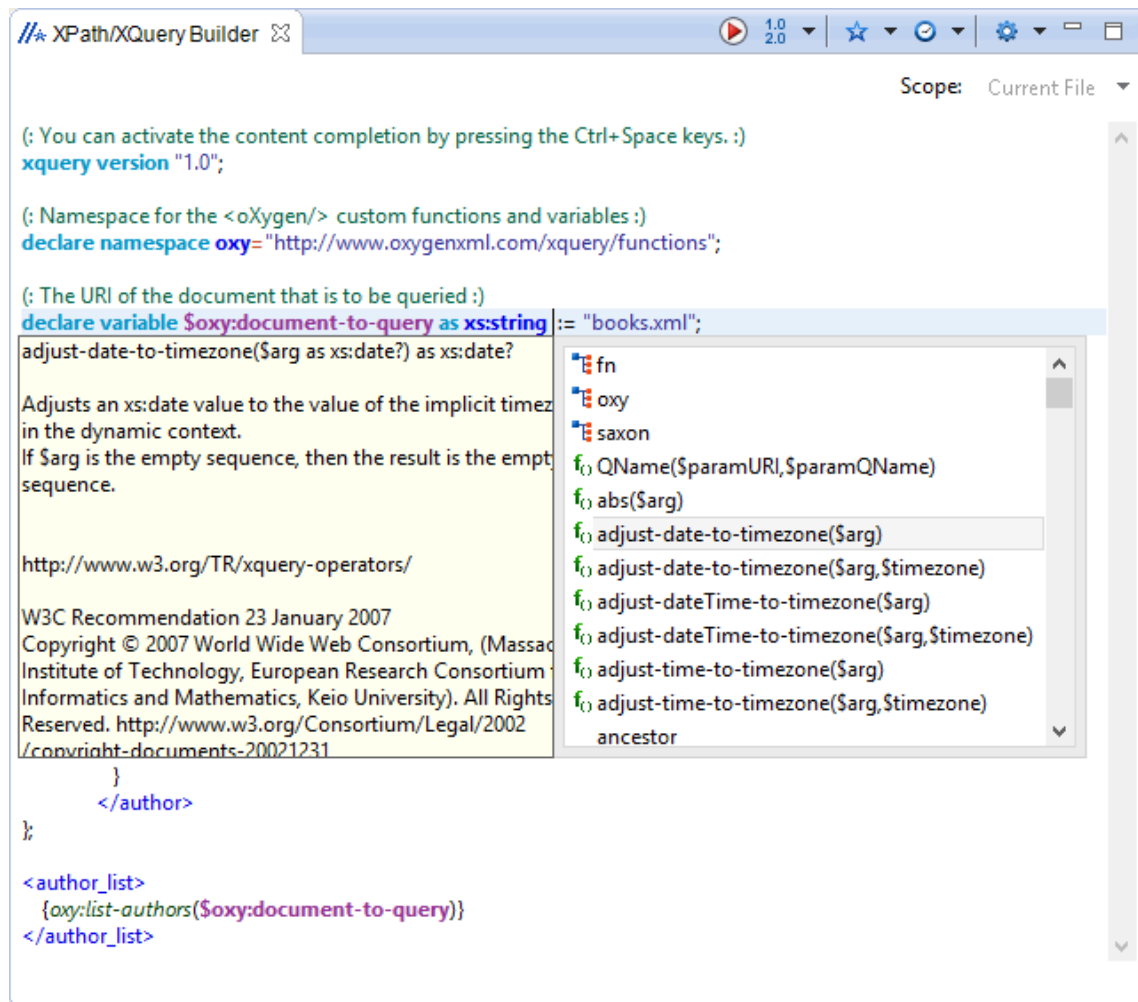 XPath/XQuery Builder
1.0
2.0
Scope: Current File
(: You can activate the content completion by pressing the Ctrl+Space keys. :)
xquery version "1.0";
(: Namespace for the <oXygen/> custom functions and variables :)
declare namespace oxy="http://www.oxygenxml.com/xquery/functions";
(: The URI of the document that is to be queried :)
declare variable $oxy:document-to-query as xs:string := "books.xml";
adjust-date-to-timezone($arg as xs:date?) as xs:date?
Adjusts an xs:date value to the value of the implicit timez
in the dynamic context.
If $arg is the empty sequence, then the result is the empty
sequence.
http://www.w3.org/TR/xquery-operators/
W3C Recommendation 23 January 2007
Copyright © 2007 World Wide Web Consortium, (Massac
Institute of Technology, European Research Consortium
Informatics and Mathematics, Keio University). All Rights
Reserved. http://www.w3.org/Consortium/Legal/2002
/copyright-documents-20021231
fn
oxy
saxon
f() QName($paramURI,$paramQName)
f() abs($arg)
f() adjust-date-to-timezone($arg)
f() adjust-date-to-timezone($arg,$timezone)
f() adjust-dateTime-to-timezone($arg)
f() adjust-dateTime-to-timezone($arg,$timezone)
f() adjust-time-to-timezone($arg)
f() adjust-time-to-timezone($arg,$timezone)
ancestor
}
</author>
};
<author_list>
{oxy:list-authors($oxy:document-to-query)}
</author_list>